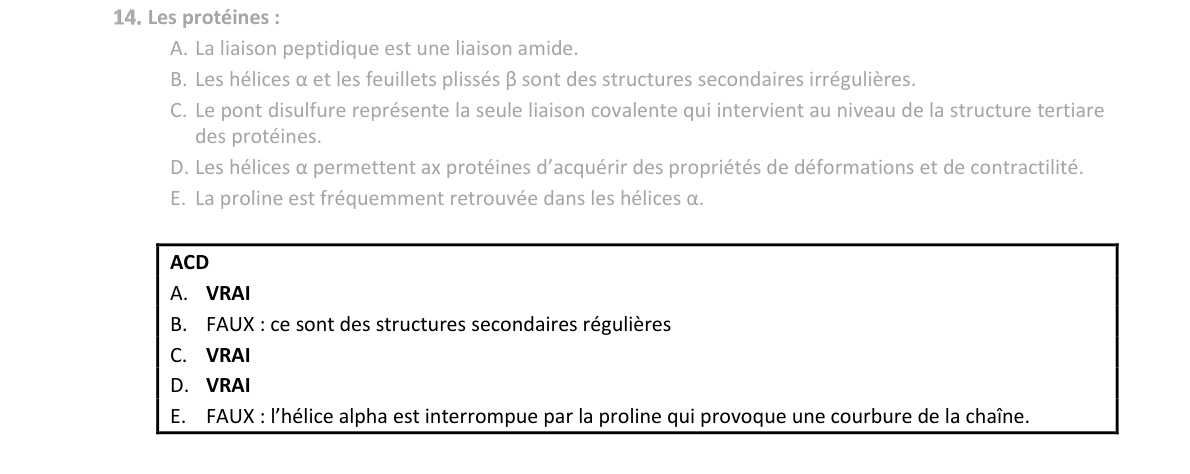 14. Les protéines :
A. La liaison peptidique est une liaison amide.
B. Les hélices α et les feuillets plissés β sont des structures secondaires irrégulières.
C. Le pont disulfure représente la seule liaison covalente qui intervient au niveau de la structure tertiare
des protéines.
D. Les hélices α permettent ax protéines d’acquérir des propriétés de déformations et de contractilité.
E. La proline est fréquemment retrouvée dans les hélices α.
ACD
A. VRAI
B. FAUX : ce sont des structures secondaires régulières
C. VRAI
D. VRAI
E. FAUX : l’hélice alpha est interrompue par la proline qui provoque une courbure de la chaîne.